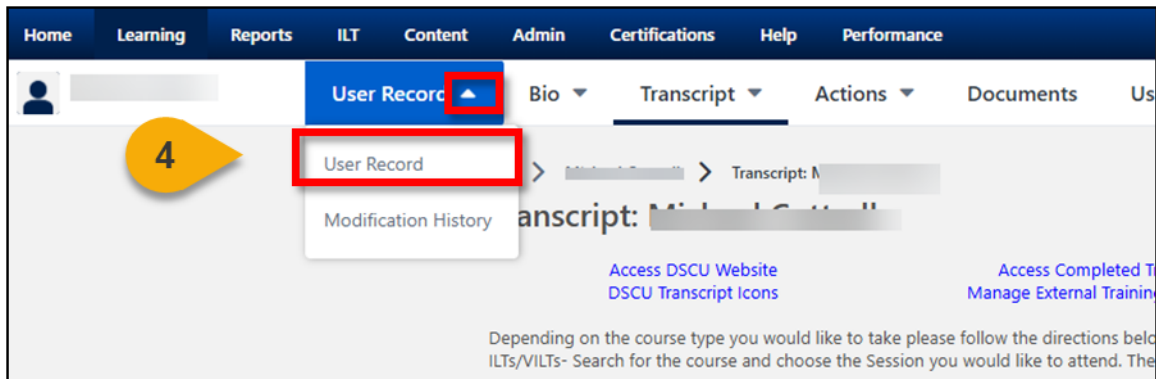 Home Learning Reports ILT Content Admin Certifications Help Performance
User Record Bio Transcript Actions Documents Us
4
User Record
Transcript:
Modification History
anscript:
Access DSCU Website Access Completed Tr
DSCU Transcript Icons Manage External Training
Depending on the course type you would like to take please follow the directions belo
ILTs/VILTs- Search for the course and choose the Session you would like to attend. The